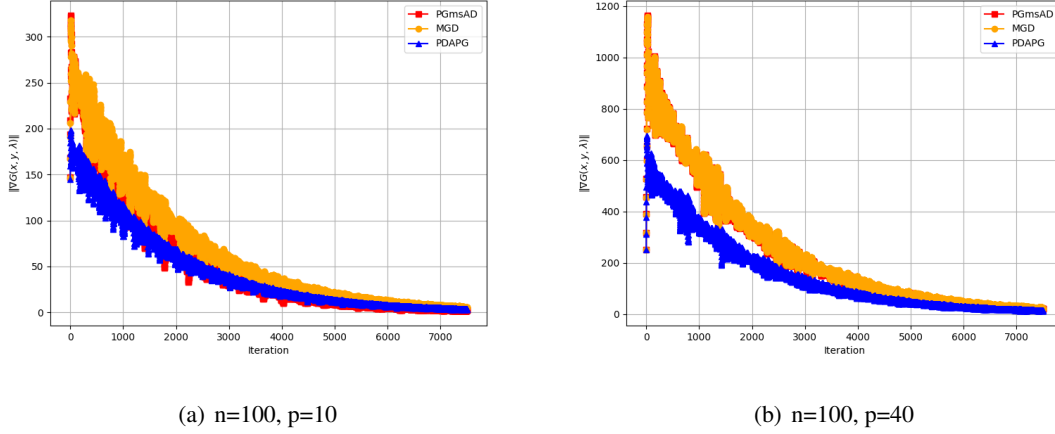 PGmsAD
MGD
PDAPG
300
250
200
150
100
50
0
0 1000 2000 3000 4000 5000 6000 7000
‖∇G(x, y, λ)‖
Iteration
(a) n=100, p=10
PGmsAD
MGD
PDAPG
1200
1000
800
600
400
200
0
0 1000 2000 3000 4000 5000 6000 7000
‖∇G(x, y, λ)‖
Iteration
(b) n=100, p=40